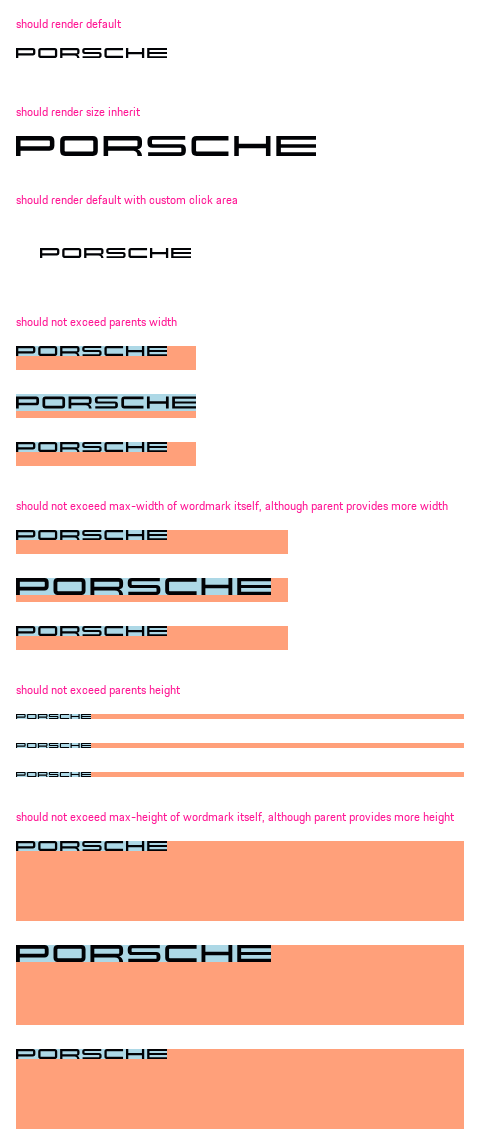 should render default
PORSCHE
should render size inherit
PORSCHE
should render default with custom click area
PORSCHE
should not exceed parents width
PORSCHE
PORSCHE
PORSCHE
should not exceed max-width of wordmark itself, although parent provides more width
PORSCHE
PORSCHE
PORSCHE
should not exceed parents height
PORSCHE
PORSCHE
PORSCHE
should not exceed max-height of wordmark itself, although parent provides more height
PORSCHE
PORSCHE
PORSCHE